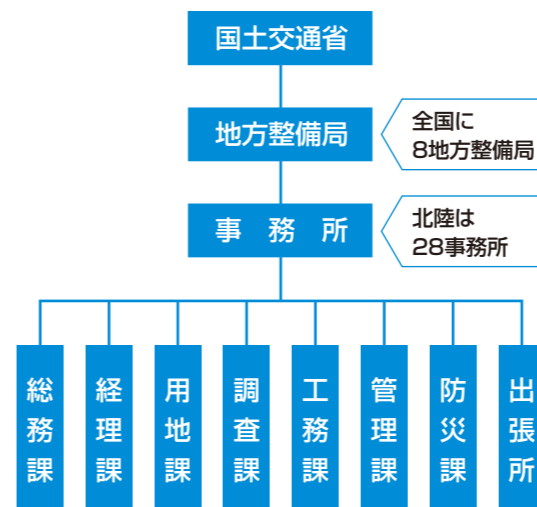 国土交通省
地方整備局
全国に
8地方整備局
事務所
北陸は
28事務所
総務課
経理課
用地課
調査課
工務課
管理課
防災課
出張所